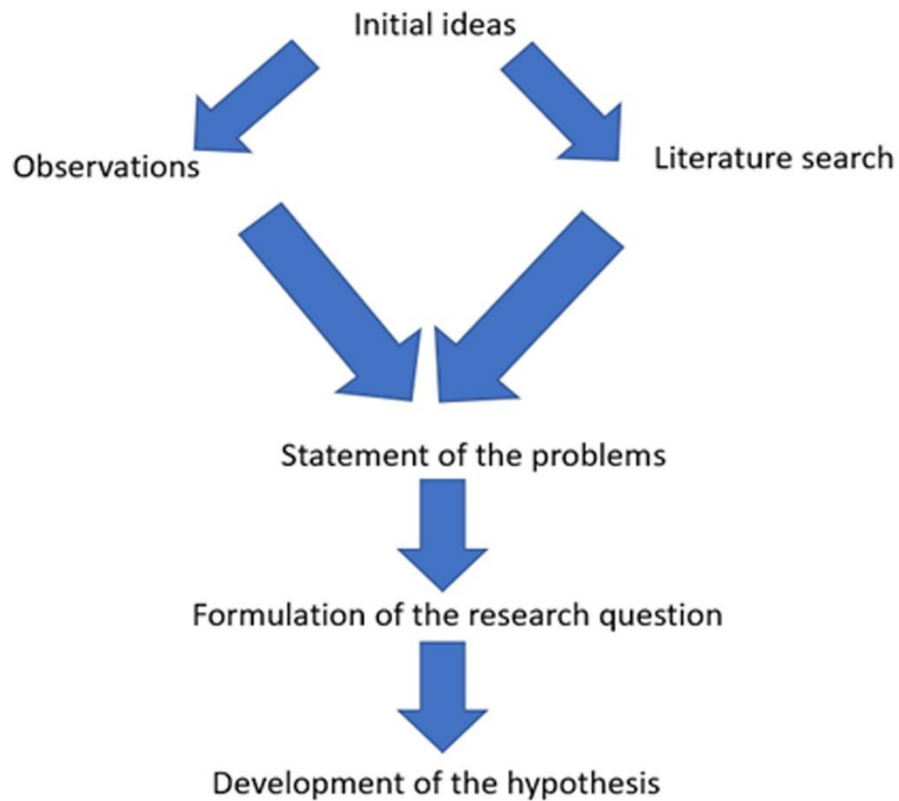 Initial ideas
Observations
Literature search
Statement of the problems
Formulation of the research question
Development of the hypothesis